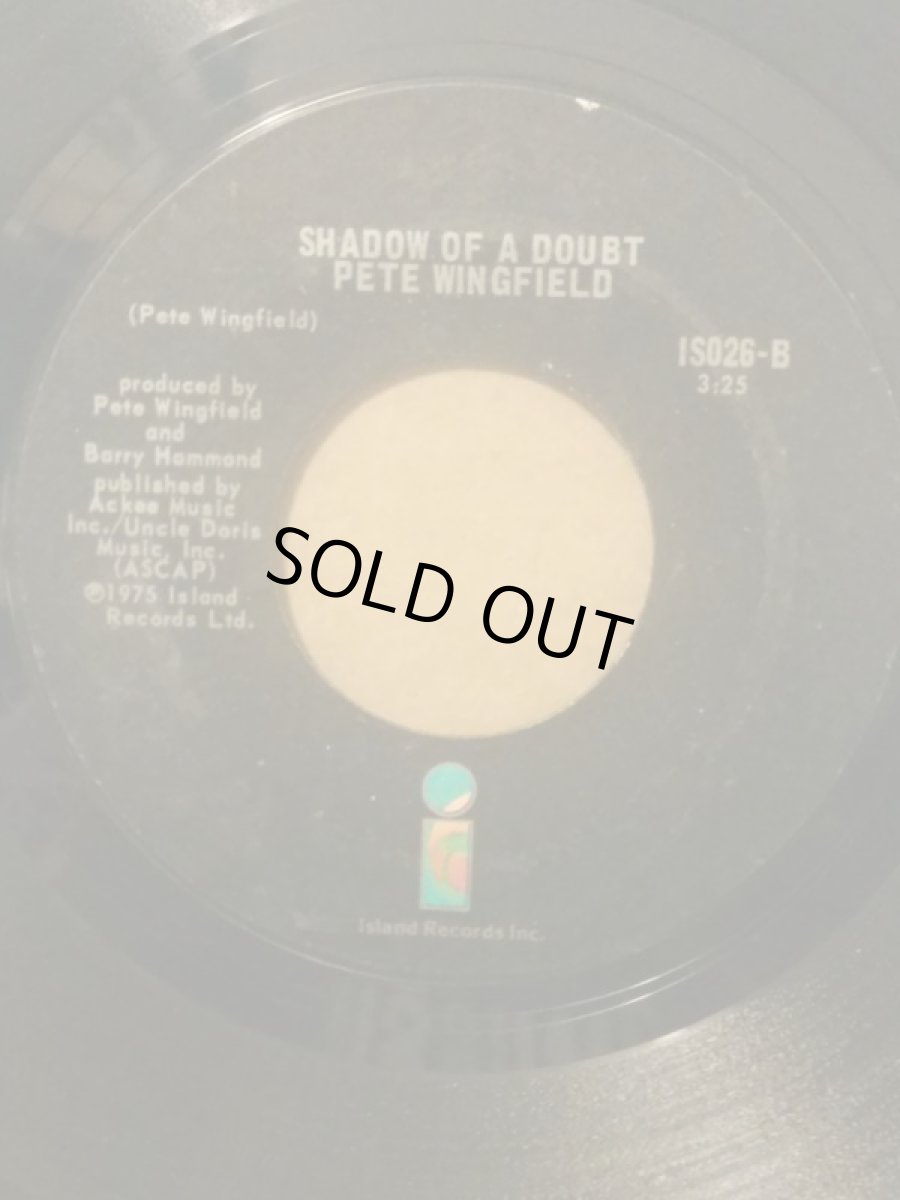 SHADOW OF A DOUBT
PETE WINGFIELD
(Pete Wingfield)
IS026-B
3:25
produced by
Pete Wingfield
and
Barry Hammond
published by
Ackee Music
Inc./Uncle Doris
Music, Inc.
(ASCAP)
℗1975 Island
Records Ltd.
SOLD OUT
i
Island Records Inc.